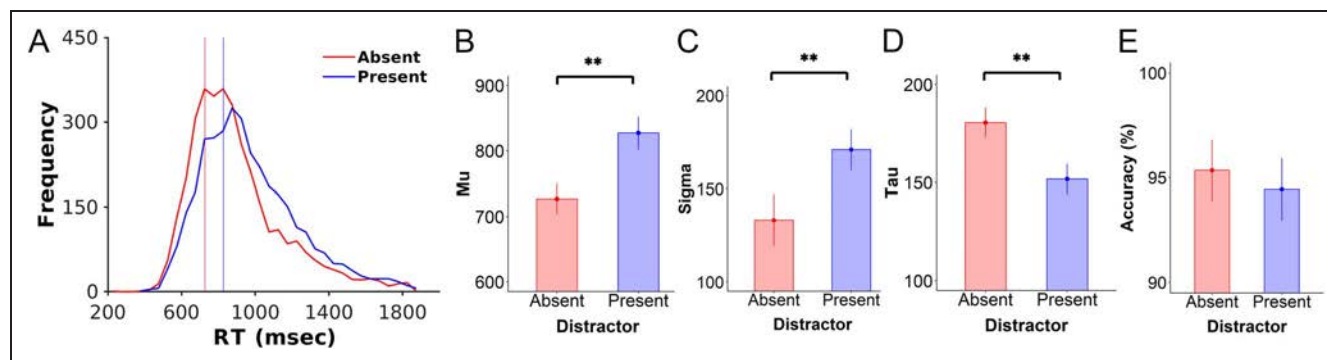 A
450
300
150
0
Frequency
200 600 1000 1400 1800
RT (msec)
Absent
Present
B
**
900
800
700
600
Mu
Absent Present
Distractor
C
**
200
150
100
Sigma
Absent Present
Distractor
D
**
200
150
100
Tau
Absent Present
Distractor
E
100
95
90
Accuracy (%)
Absent Present
Distractor